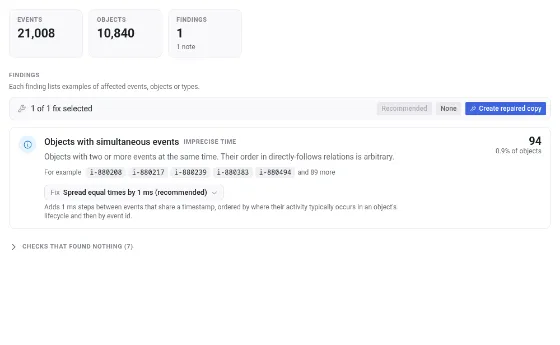 EVENTS
21,008
OBJECTS
10,840
FINDINGS
1
1 note
FINDINGS
Each finding lists examples of affected events, objects or types.
1 of 1 fix selected
Recommended
None
Create repaired copy
Objects with simultaneous events IMPRECISE TIME
94
0.9% of objects
Objects with two or more events at the same time. Their order in directly-follows relations is arbitrary.
For example i-880208 i-880217 i-880239 i-880383 i-880494 and 89 more
Fix Spread equal times by 1 ms (recommended)
Adds 1 ms steps between events that share a timestamp, ordered by where their activity typically occurs in an object's
lifecycle and then by event id.
CHECKS THAT FOUND NOTHING (7)